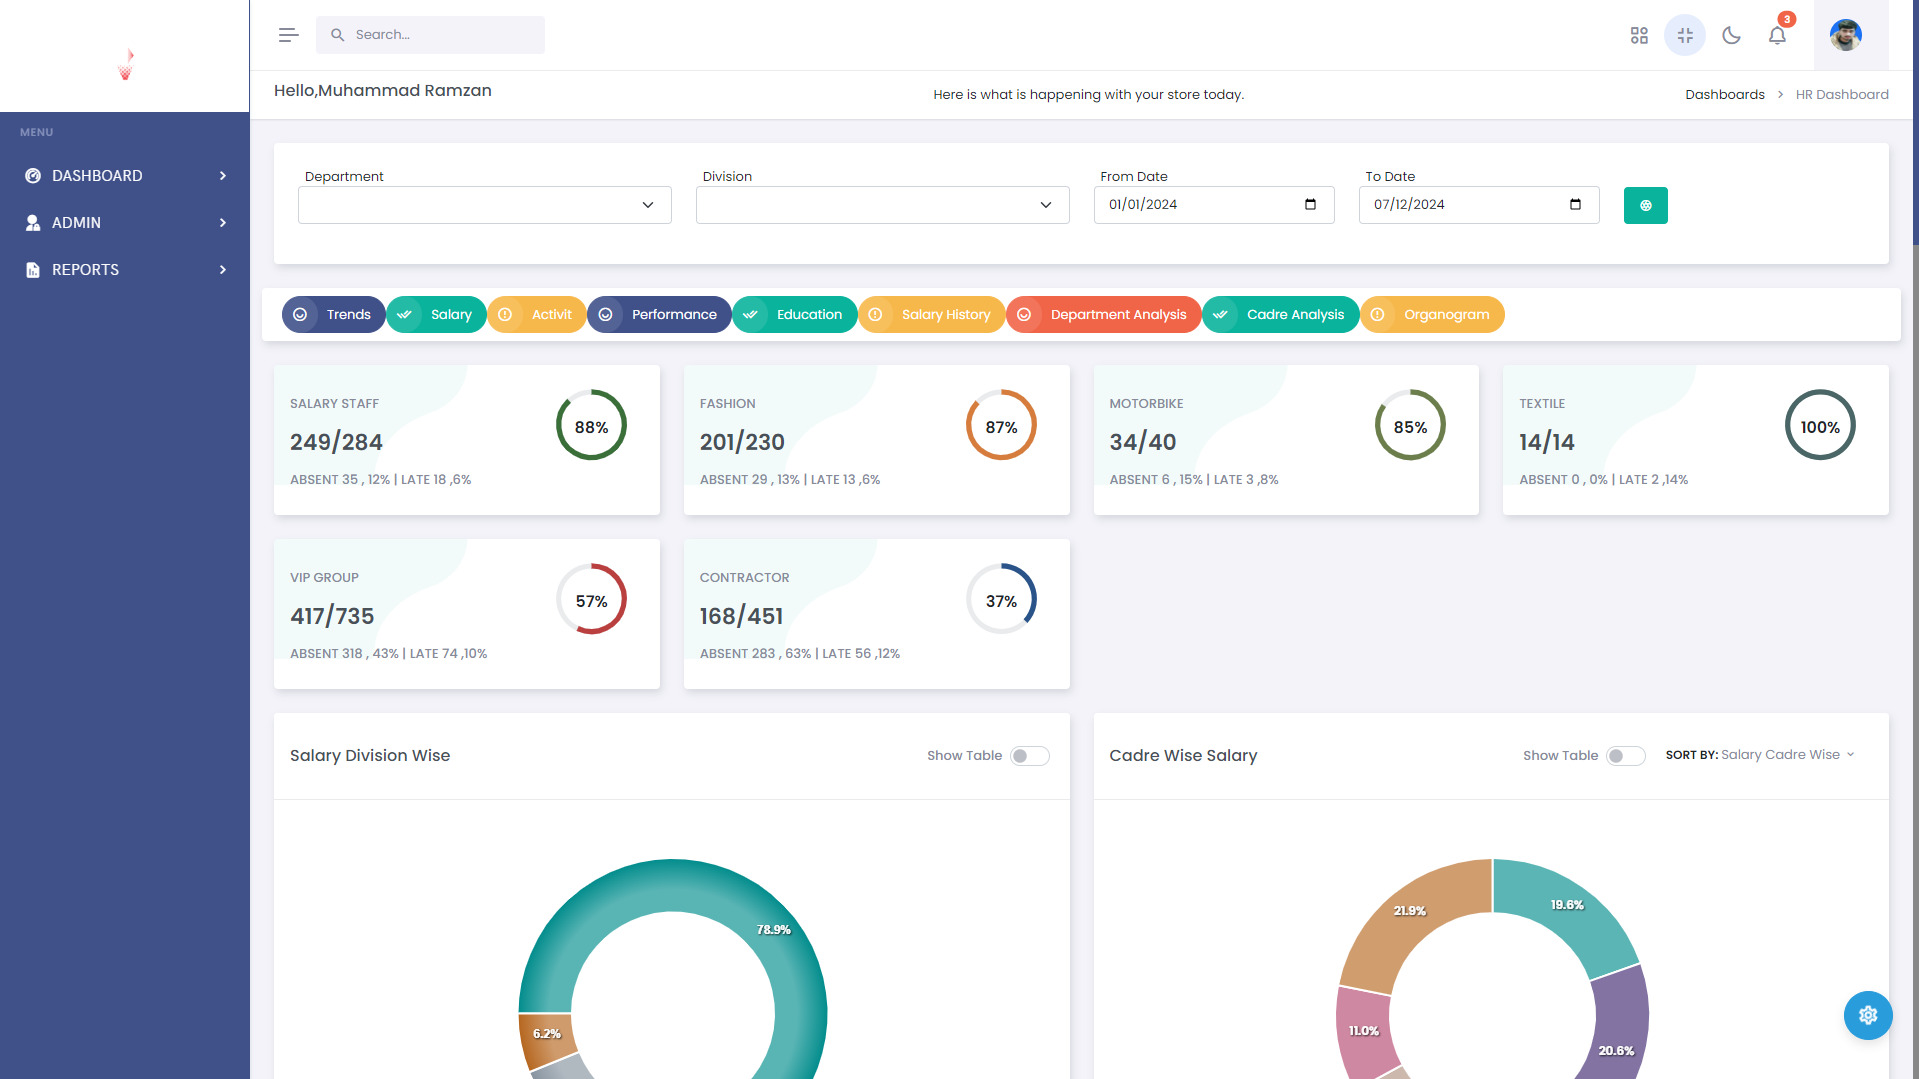 Search...
3
Hello,Muhammad Ramzan
Here is what is happening with your store today.
Dashboards > HR Dashboard
MENU
DASHBOARD
ADMIN
REPORTS
Department
Division
From Date
To Date
01/01/2024
07/12/2024
Trends
Salary
Activit
Performance
Education
Salary History
Department Analysis
Cadre Analysis
Organogram
SALARY STAFF
249/284
88%
ABSENT 35 , 12% | LATE 18 ,6%
FASHION
201/230
87%
ABSENT 29 , 13% | LATE 13 ,6%
MOTORBIKE
34/40
85%
ABSENT 6 , 15% | LATE 3 ,8%
TEXTILE
14/14
100%
ABSENT 0 , 0% | LATE 2 ,14%
VIP GROUP
417/735
57%
ABSENT 318 , 43% | LATE 74 ,10%
CONTRACTOR
168/451
37%
ABSENT 283 , 63% | LATE 56 ,12%
Salary Division Wise
Show Table
78.9%
6.2%
Cadre Wise Salary
Show Table
SORT BY: Salary Cadre Wise
21.9%
19.6%
11.0%
20.6%